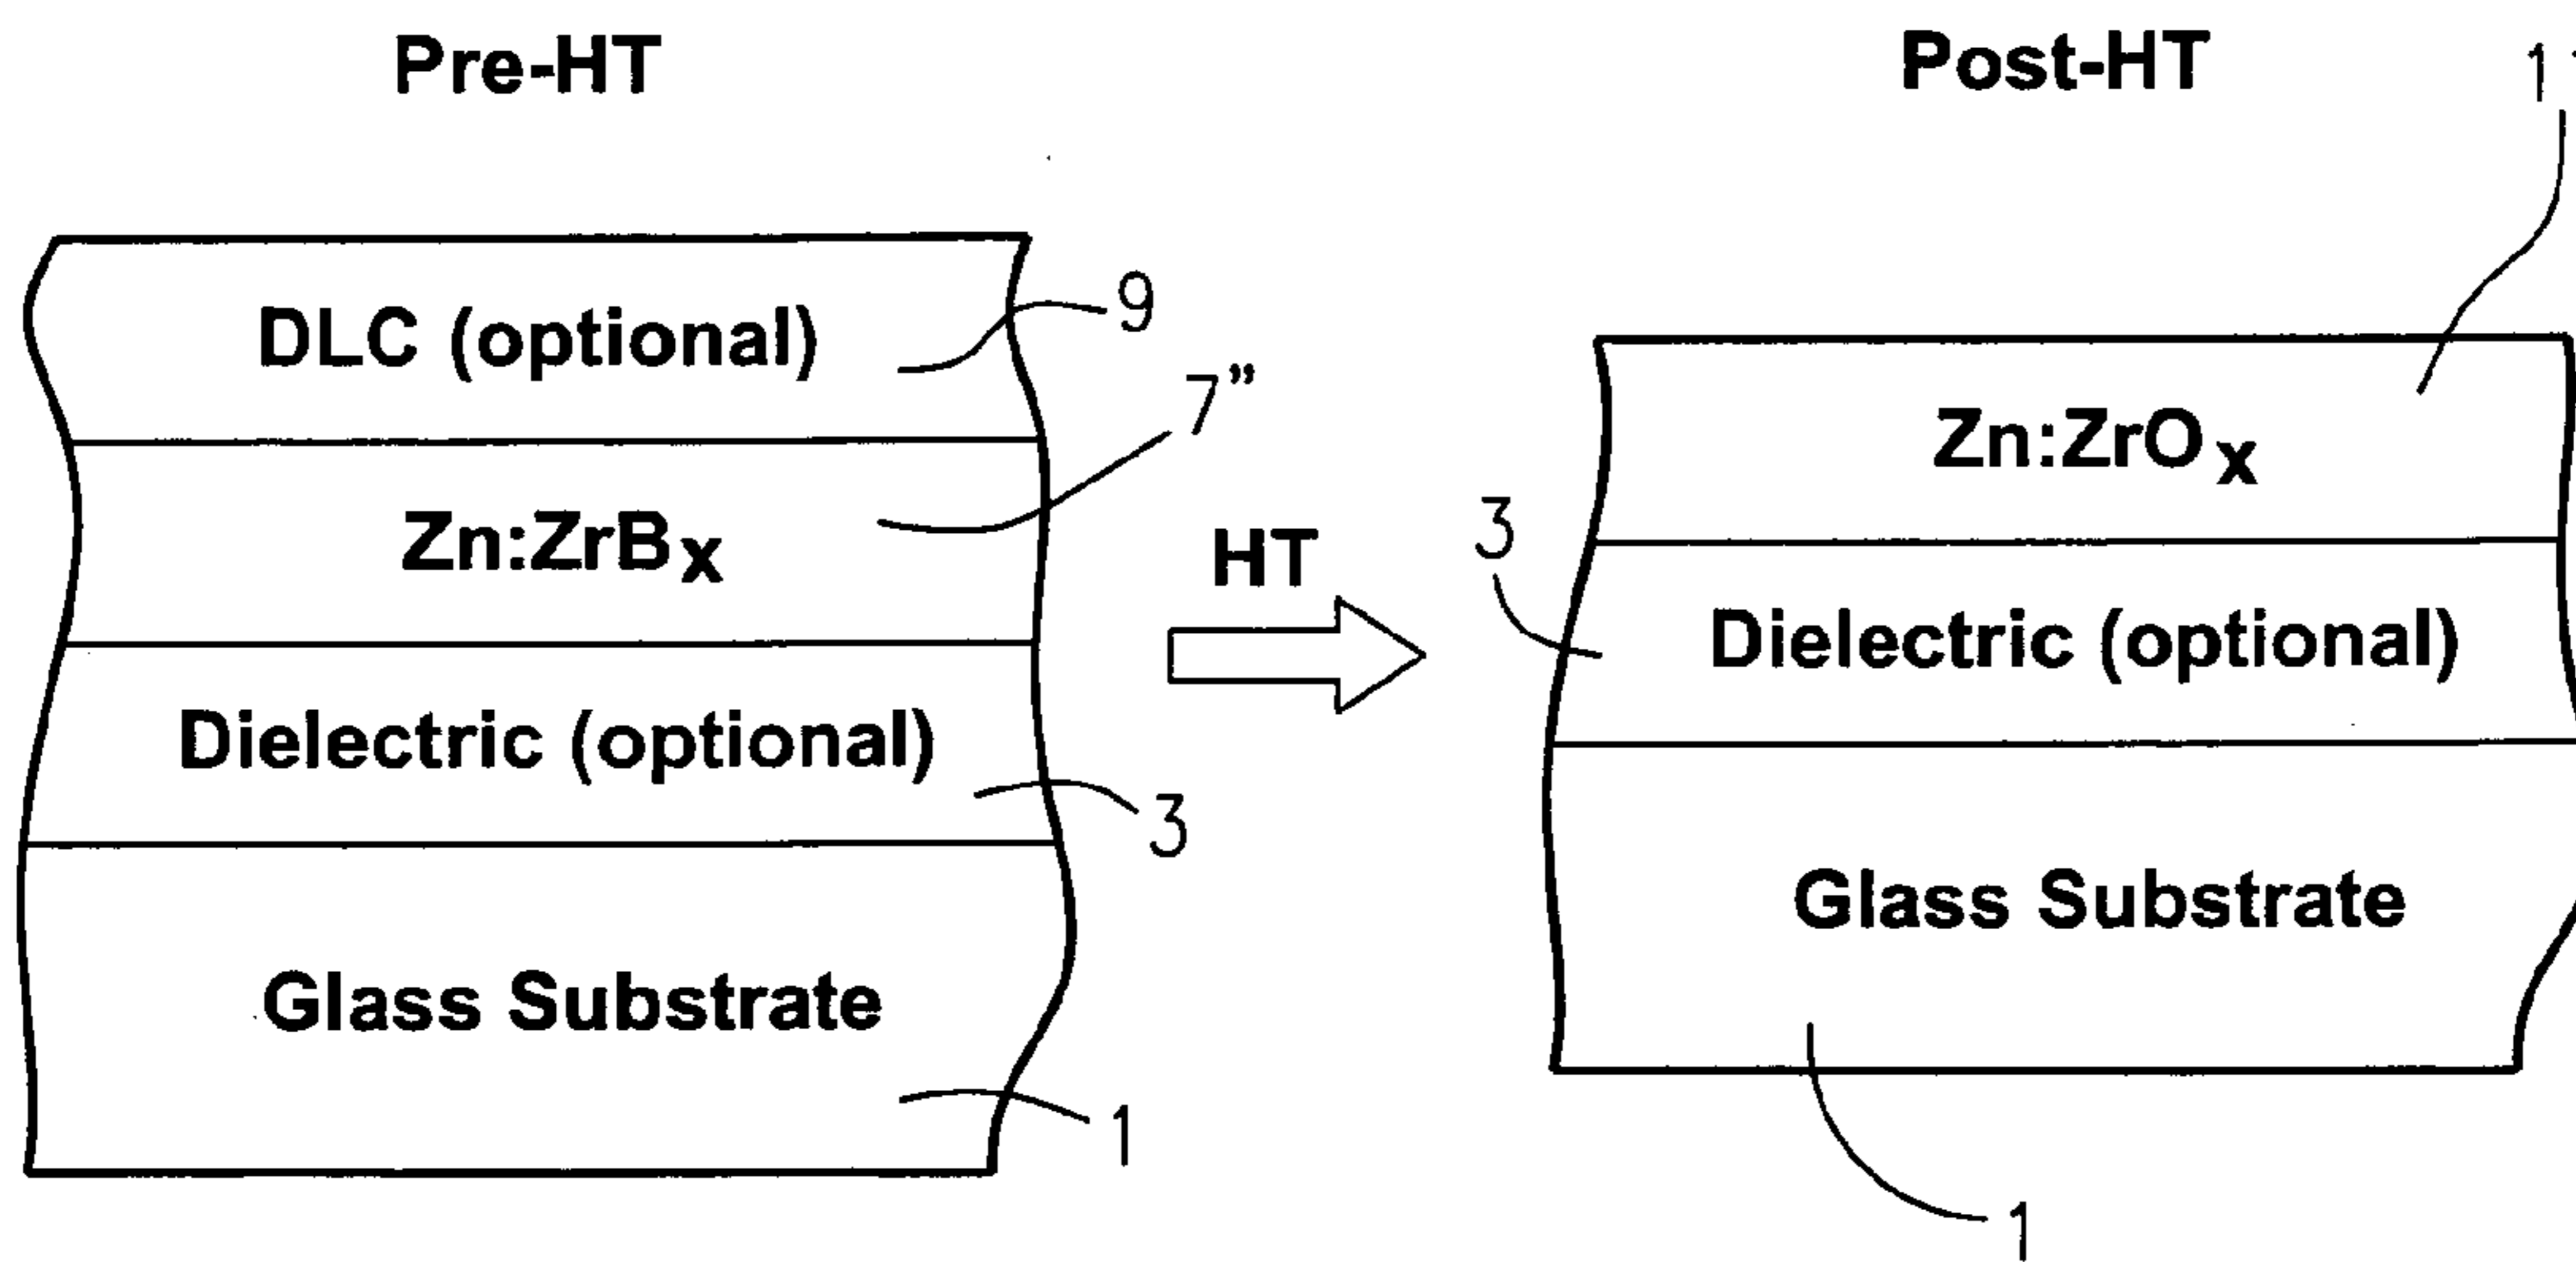 Pre-HT
DLC (optional)
9
7”
Zn:ZrBx
Dielectric (optional)
3
Glass Substrate
1
HT
Post-HT
11
Zn:ZrOx
3
Dielectric (optional)
Glass Substrate
1